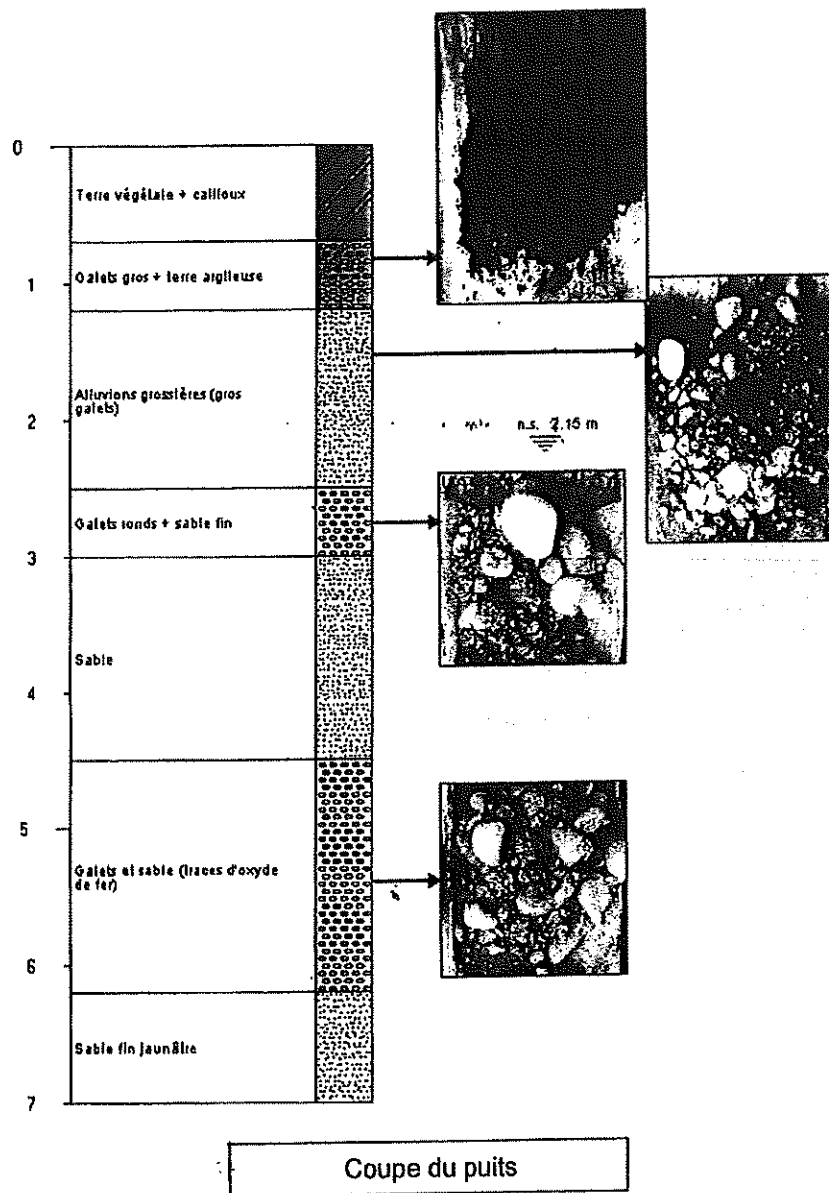 0
Terre végétale + cailloux
1
Galets gros + terre argileuse
Alluvions grossières (gros
galets)
2
n.s. 2.15 m
Galets ronds + sable fin
3
Sable
4
5
Galets et sable (traces d'oxyde
de fer)
6
Sable fin jaunâtre
7
Coupe du puits